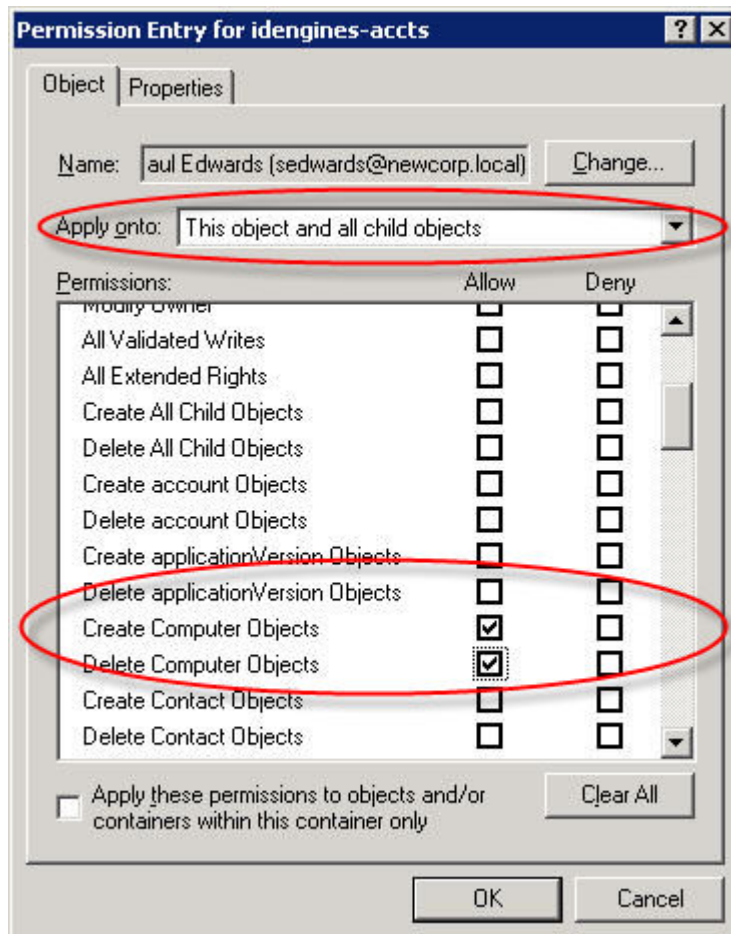 Permission Entry for idengines-accts
Object
Properties
Name: aul Edwards (sedwards@newcorp.local) Change...
Apply onto: This object and all child objects
Permissions: Allow Deny
Modify Owner
All Validated Writes
All Extended Rights
Create All Child Objects
Delete All Child Objects
Create account Objects
Delete account Objects
Create applicationVersion Objects
Delete applicationVersion Objects
Create Computer Objects
Delete Computer Objects
Create Contact Objects
Delete Contact Objects
Apply these permissions to objects and/or
containers within this container only
Clear All
OK Cancel